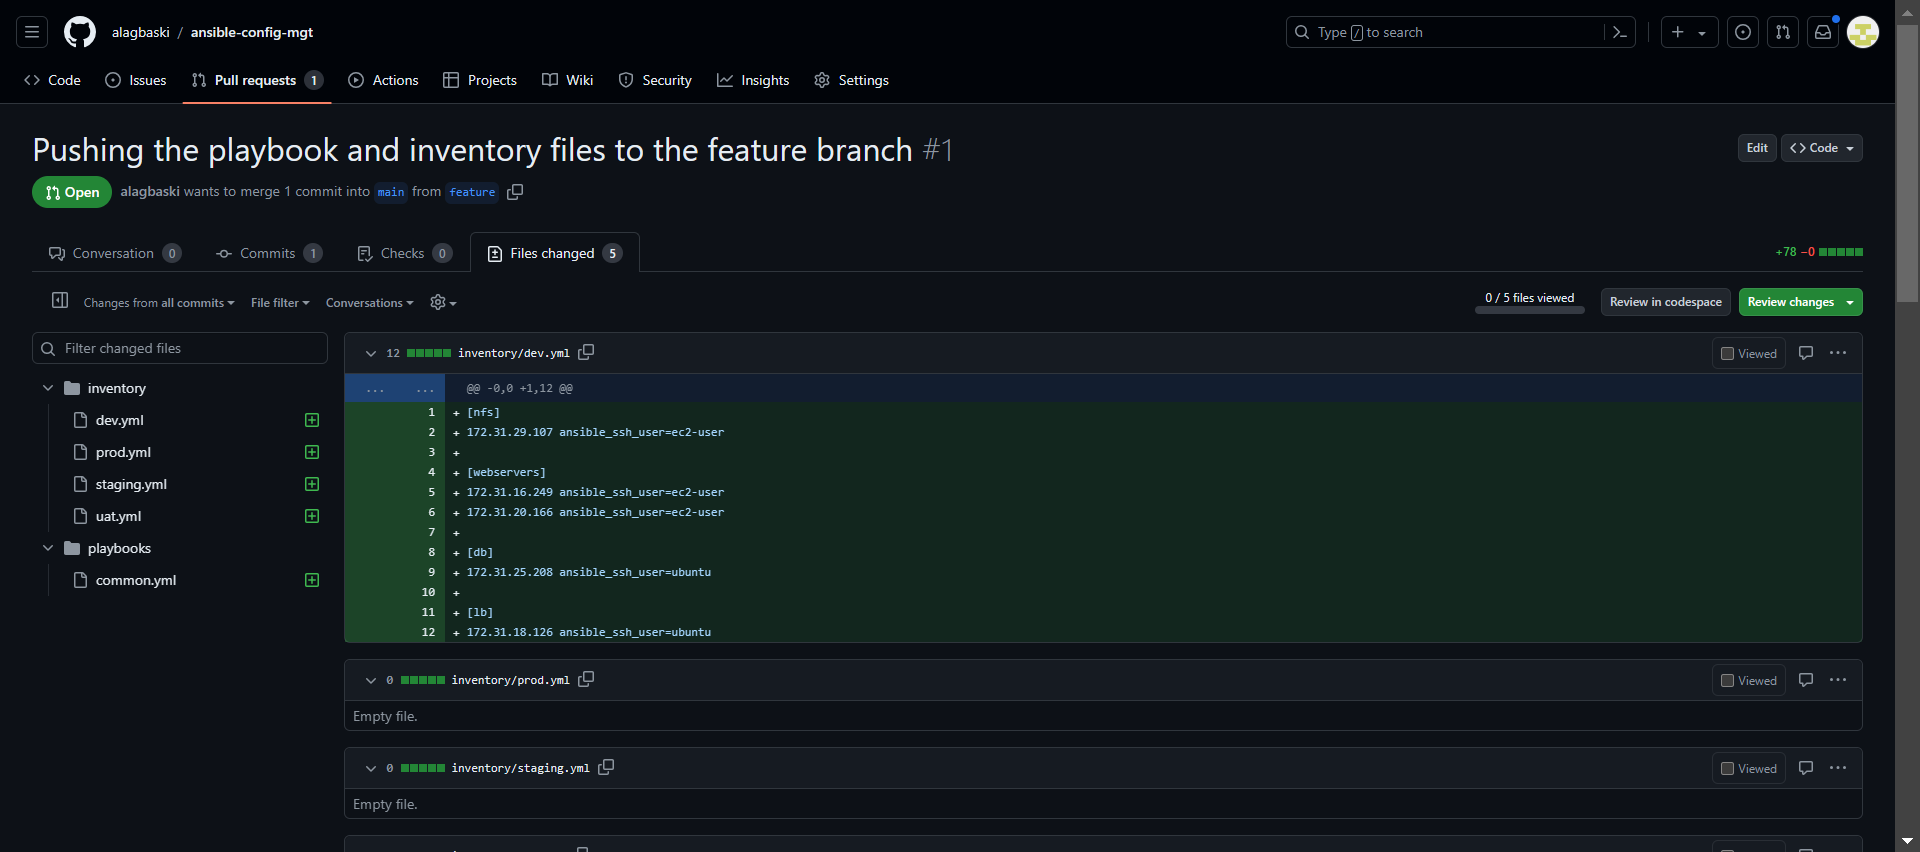 alagbaski / ansible-config-mgt
Type / to search
Code Issues Pull requests 1 Actions Projects Wiki Security Insights Settings
Pushing the playbook and inventory files to the feature branch #1
Edit Code
Open alagbaski wants to merge 1 commit into main from feature
Conversation 0 Commits 1 Checks 0 Files changed 5
+78 −0
Changes from all commits File filter Conversations
0 / 5 files viewed Review in codespace Review changes
Filter changed files
inventory
dev.yml
prod.yml
staging.yml
uat.yml
playbooks
common.yml
12 inventory/dev.yml Viewed
... ... @@ -0,0 +1,12 @@
1 + [nfs]
2 + 172.31.29.107 ansible_ssh_user=ec2-user
3 +
4 + [webservers]
5 + 172.31.16.249 ansible_ssh_user=ec2-user
6 + 172.31.20.166 ansible_ssh_user=ec2-user
7 +
8 + [db]
9 + 172.31.25.208 ansible_ssh_user=ubuntu
10 +
11 + [lb]
12 + 172.31.18.126 ansible_ssh_user=ubuntu
0 inventory/prod.yml Viewed
Empty file.
0 inventory/staging.yml Viewed
Empty file.